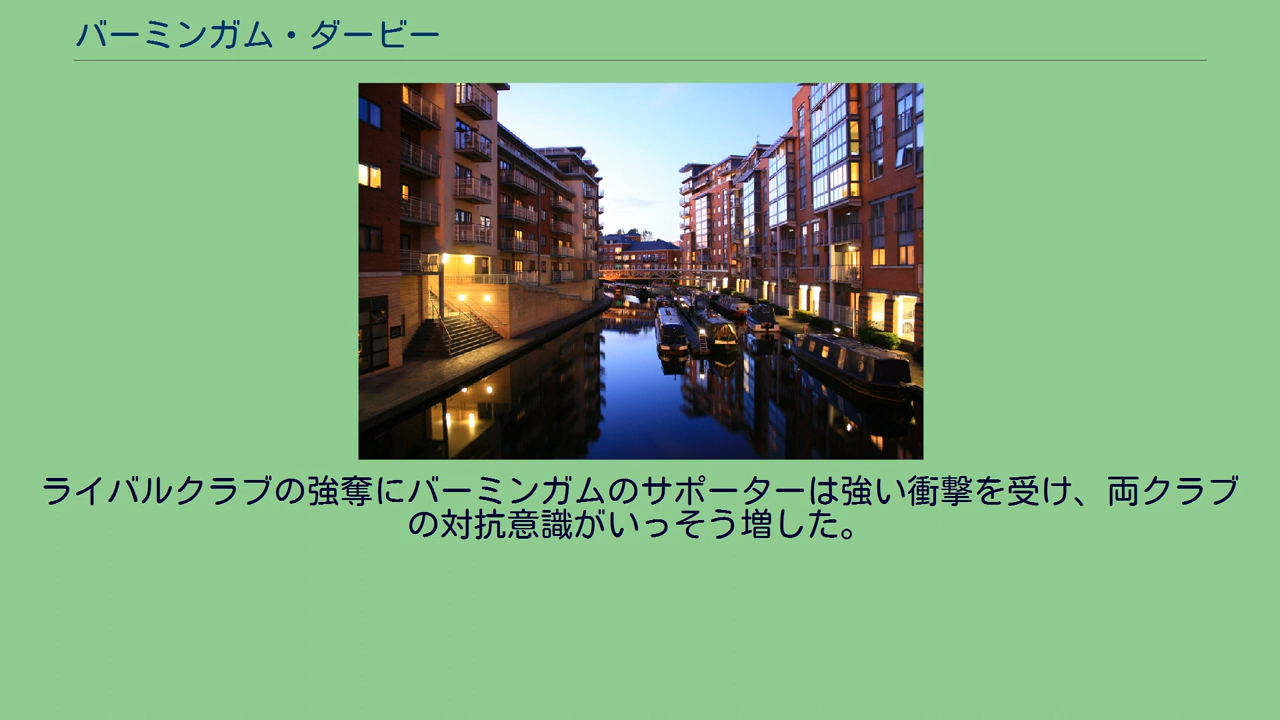 バーミンガム・ダービー
ライバルクラブの強奪にバーミンガムのサポーターは強い衝撃を受け、両クラブ
の対抗意識がいっそう増した。